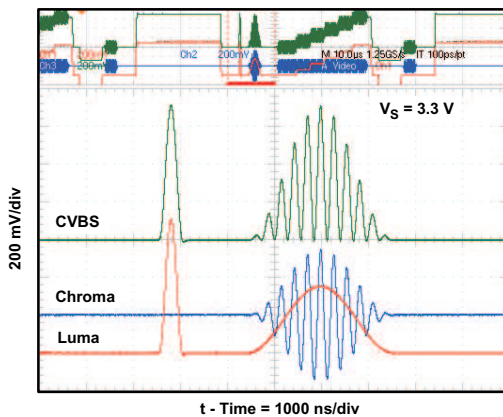 Ch2 200mV M 10.0µs 1.25GS/s IT 100ps/pt
Ch3 200mV A Video
V_S = 3.3 V
CVBS
Chroma
Luma
200 mV/div
t - Time = 1000 ns/div